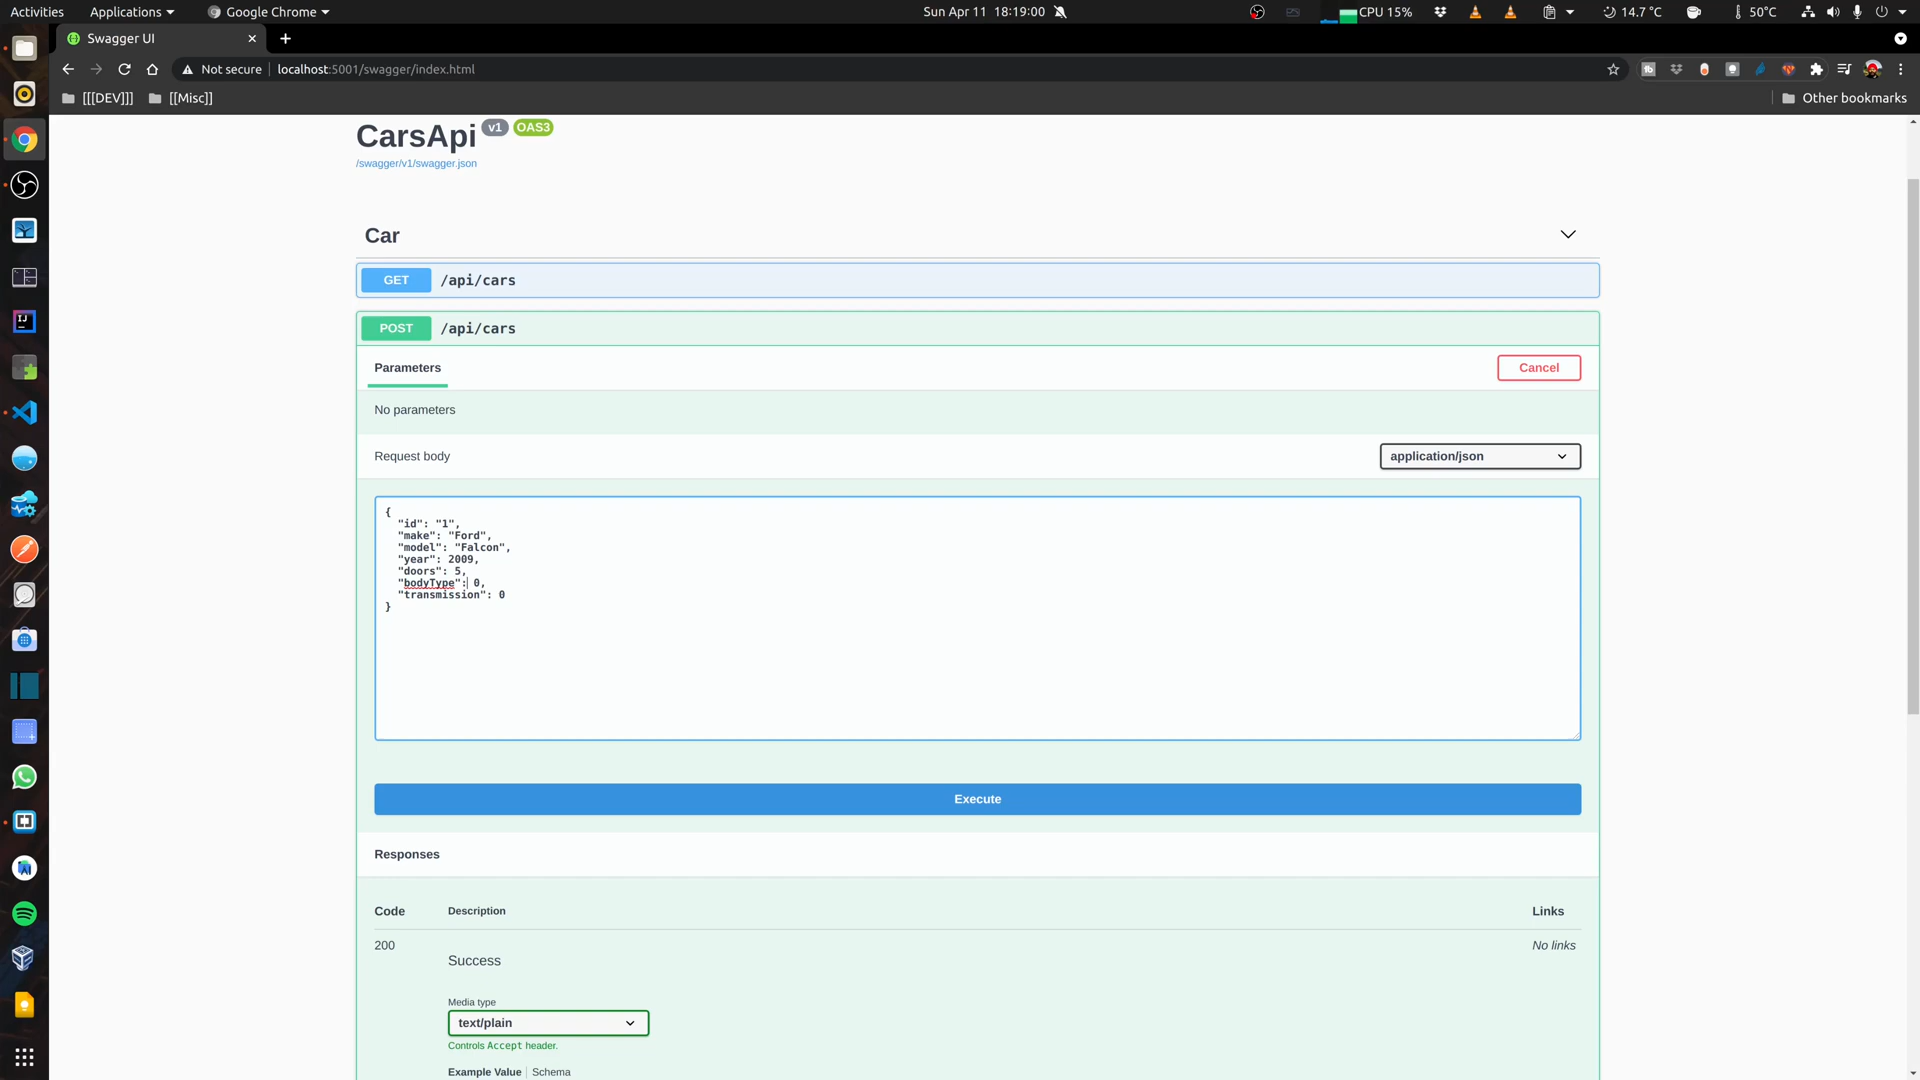 Activities
Applications
Google Chrome
Sun Apr 11 18:19:00
CPU 15%
14.7 °C
50°C
Swagger UI
Not secure
localhost:5001/swagger/index.html
[[[DEV]]]
[[Misc]]
Other bookmarks
CarsApi v1 OAS3
/swagger/v1/swagger.json
Car
GET /api/cars
POST /api/cars
Parameters
Cancel
No parameters
Request body
application/json
{
"id": "1",
"make": "Ford",
"model": "Falcon",
"year": 2009,
"doors": 5,
"bodyType": 0,
"transmission": 0
}
Execute
Responses
Code Description Links
200 No links
Success
Media type
text/plain
Controls Accept header.
Example Value Schema